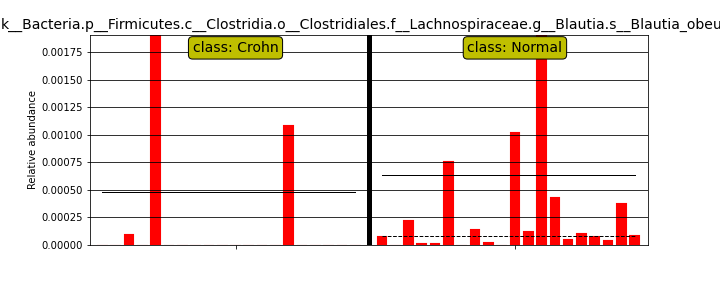 k__Bacteria.p__Firmicutes.c__Clostridia.o__Clostridiales.f__Lachnospiraceae.g__Blautia.s__Blautia_obeu
class: Crohn
class: Normal
Relative abundance
0.00175
0.00150
0.00125
0.00100
0.00075
0.00050
0.00025
0.00000